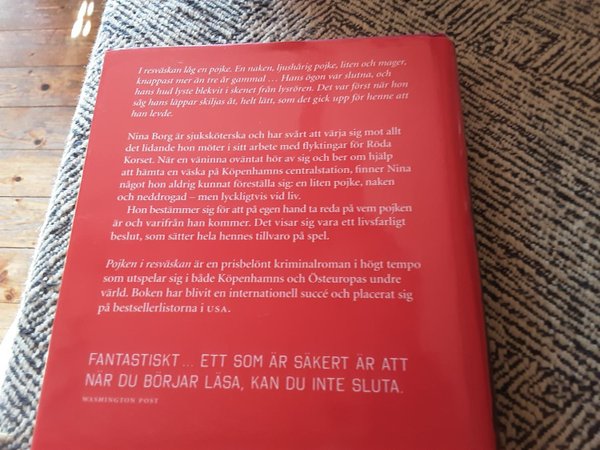 I resväskan låg en pojke. En naken, ljushårig pojke, liten och mager,
knappast mer än tre år gammal … Hans ögon var slutna, och
hans hud lyste blekvit i skenet från lysrören. Det var först när hon
såg hans läppar skiljas åt, helt lätt, som det gick upp för henne att
han levde.
Nina Borg är sjuksköterska och har svårt att värja sig mot allt
det lidande hon möter i sitt arbete med flyktingar för Röda
Korset. När en väninna oväntat hör av sig och ber om hjälp
att hämta en väska på Köpenhamns centralstation, finner Nina
något hon aldrig kunnat föreställa sig: en liten pojke, naken
och neddrogad – men lyckligtvis vid liv.
Hon bestämmer sig för att på egen hand ta reda på vem pojken
är och varifrån han kommer. Det visar sig vara ett livsfarligt
beslut, som sätter hela hennes tillvaro på spel.
Pojken i resväskan är en prisbelönt kriminalroman i högt tempo
som utspelar sig i både Köpenhamns och Östeuropas undre
värld. Boken har blivit en internationell succé och placerat sig
på bestsellerlistorna i USA.
FANTASTISKT... ETT SOM ÄR SÄKERT ÄR ATT
NÄR DU BÖRJAR LÄSA, KAN DU INTE SLUTA.
WASHINGTON POST